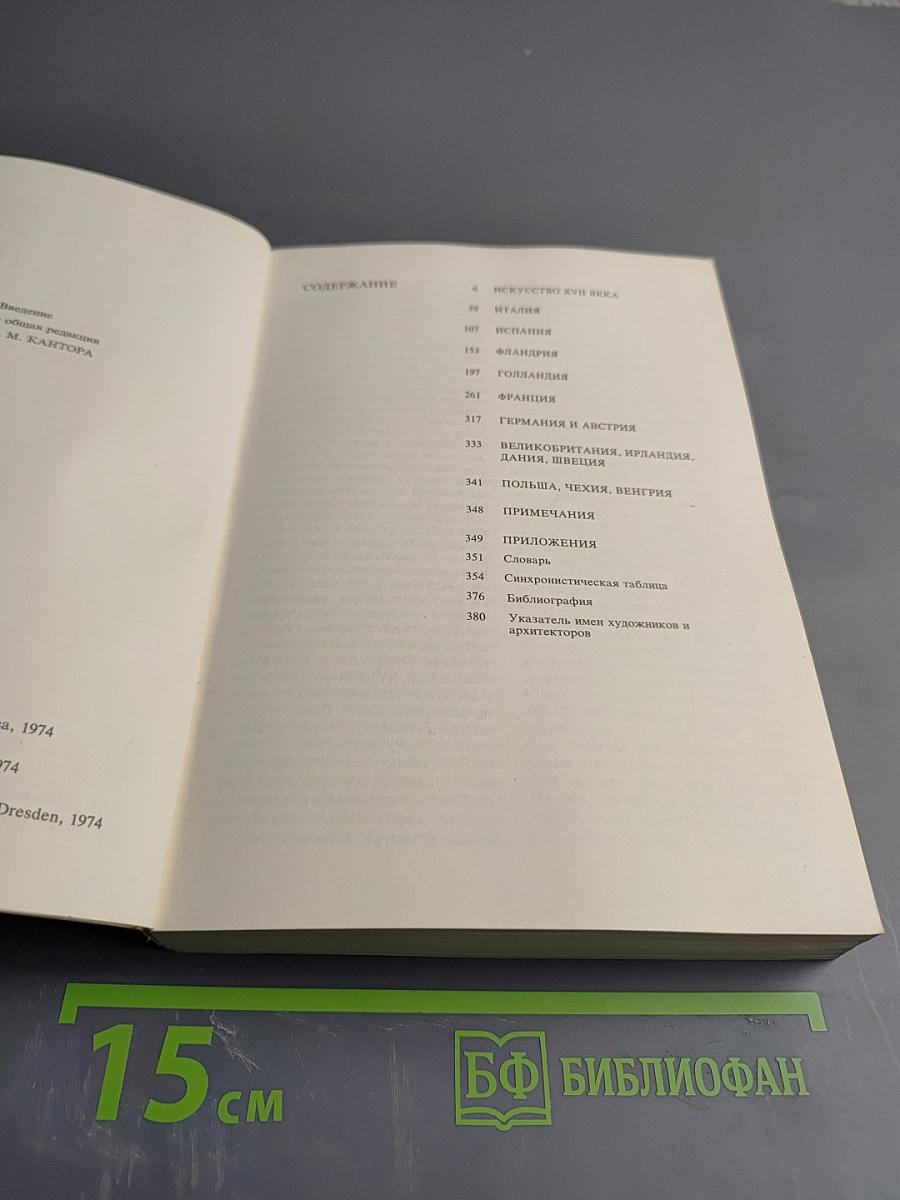 Введение
общая редакция
М. КАНТОРА
1974
Dresden, 1974
СОДЕРЖАНИЕ
6 ИСКУССТВО XVII ВЕКА
59 ИТАЛИЯ
107 ИСПАНИЯ
153 ФЛАНДРИЯ
197 ГОЛЛАНДИЯ
261 ФРАНЦИЯ
317 ГЕРМАНИЯ И АВСТРИЯ
333 ВЕЛИКОБРИТАНИЯ, ИРЛАНДИЯ,
ДАНИЯ, ШВЕЦИЯ
341 ПОЛЬША, ЧЕХИЯ, ВЕНГРИЯ
348 ПРИМЕЧАНИЯ
349 ПРИЛОЖЕНИЯ
351 Словарь
354 Синхронистическая таблица
376 Библиография
380 Указатель имен художников и
архитекторов
15 см
БФ БИБЛИОФАН